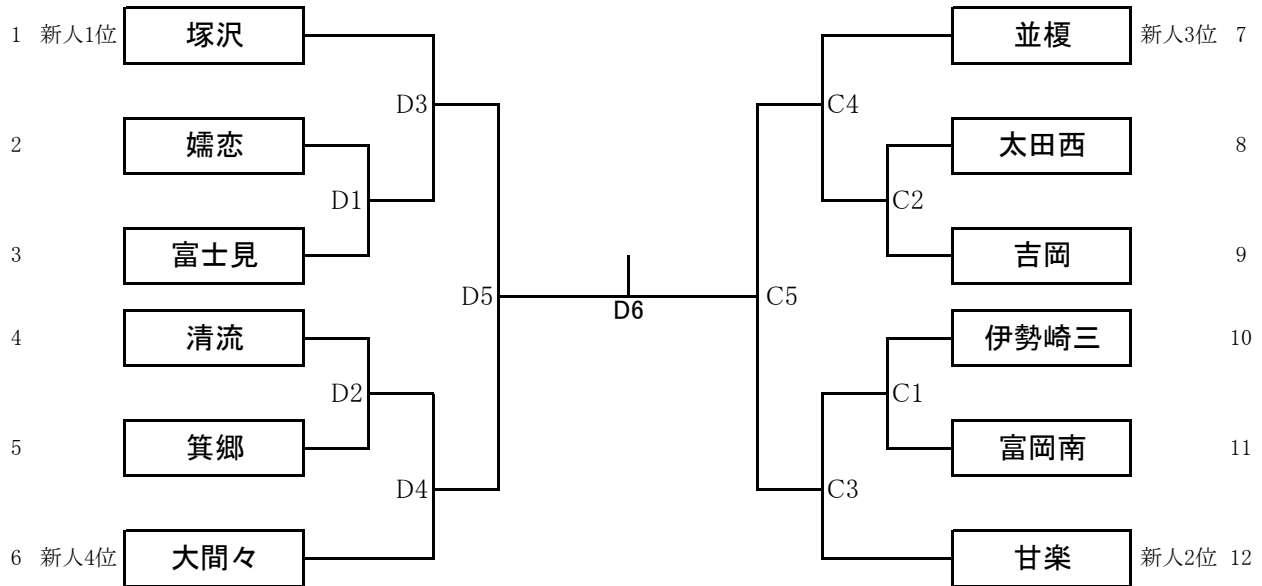 1 新人1位 塚沢
D3
2 嬬恋
D1
3 富士見
D5
4 清流
D2
5 箕郷
D4
6 新人4位 大間々
D6
並榎 新人3位 7
C4
太田西 8
C2
吉岡 9
C5
伊勢崎三 10
C1
富岡南 11
C3
甘楽 新人2位 12